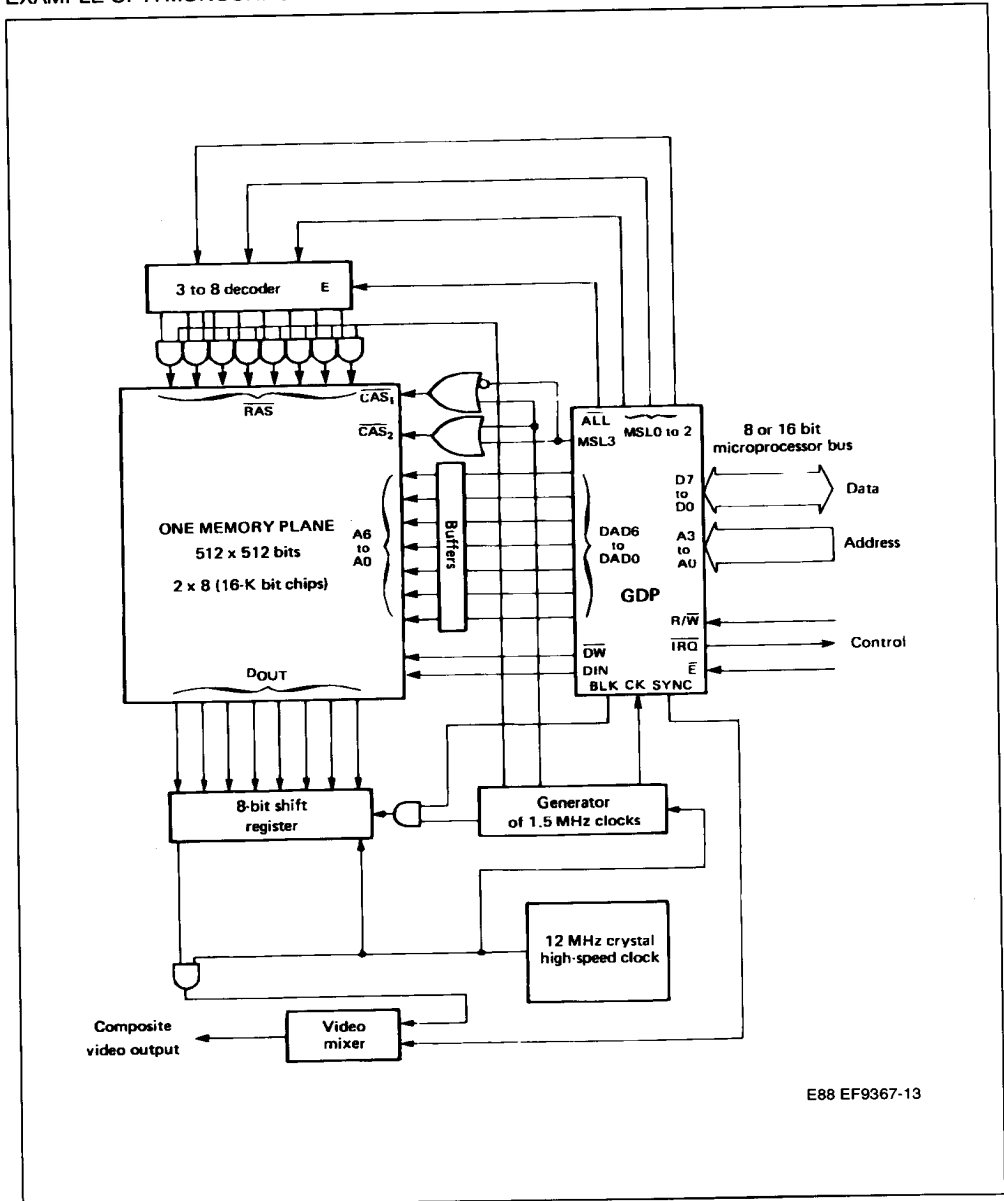 3 to 8 decoder E
RAS
CAS1
CAS2
ALL
MSL0 to 2
MSL3
8 or 16 bit
microprocessor bus
D7
to
D0
Data
ONE MEMORY PLANE
512 x 512 bits
2 x 8 (16-K bit chips)
A6
to
A0
Buffers
DAD6
to
DAD0
GDP
A3
to
A0
Address
R/W
IRQ
Control
E
DW
DIN
BLK CK SYNC
DOUT
8-bit shift
register
Generator
of 1.5 MHz clocks
12 MHz crystal
high-speed clock
Composite
video output
Video
mixer
E88 EF9367-13